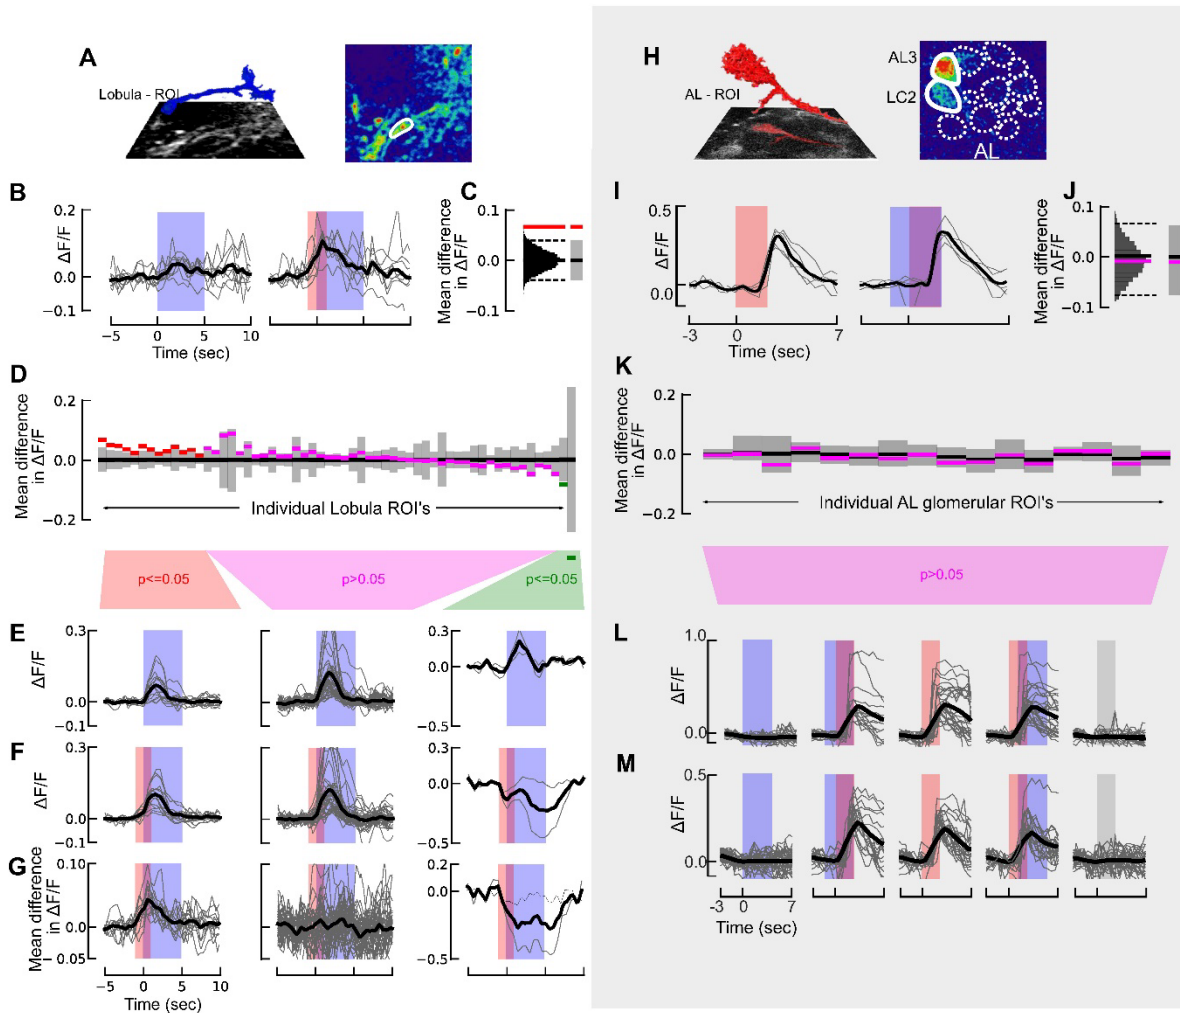 A
Lobula - ROI
H
AL - ROI
AL3
LC2
AL
B
ΔF/F
0.2
0.0
−0.1
−5
0
5
10
Time (sec)
C
Mean difference
in ΔF/F
0.1
0.0
−0.1
I
ΔF/F
0.5
0.0
-3
0
7
Time (sec)
J
Mean difference
in ΔF/F
0.1
0.0
−0.1
D
Mean difference
in ΔF/F
0.2
0.0
−0.2
Individual Lobula ROI's
p<=0.05
p>0.05
p<=0.05
K
Mean difference
in ΔF/F
0.2
0.0
−0.2
Individual AL glomerular ROI's
p>0.05
E
ΔF/F
0.3
0.0
−0.1
0.3
0.0
−0.5
F
ΔF/F
0.3
0.0
−0.1
0.0
−0.5
G
Mean difference
in ΔF/F
0.10
0.00
- 0.05
0.2
0.0
−0.5
−5
0
5
10
Time (sec)
L
ΔF/F
1.0
0.0
M
ΔF/F
0.5
0.0
-3
0
7
Time (sec)